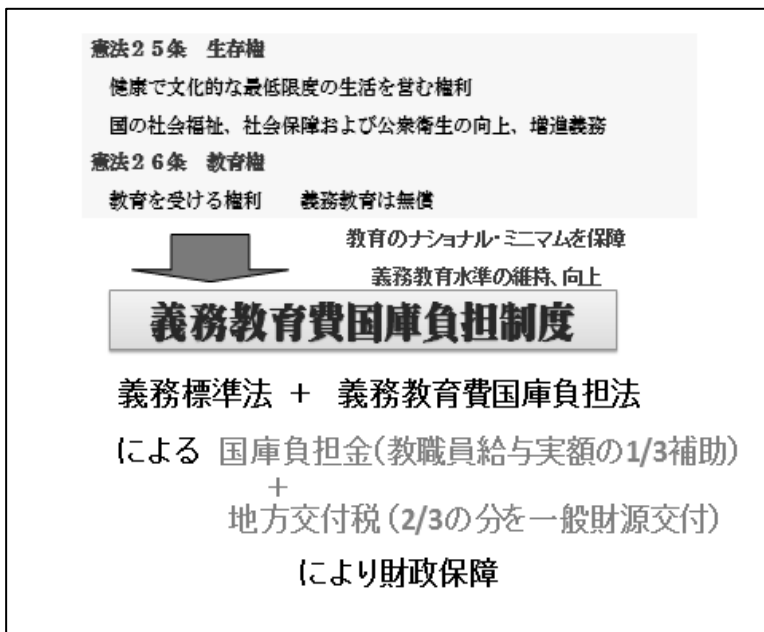 憲法25条 生存権
健康で文化的な最低限度の生活を営む権利
国の社会福祉、社会保障および公衆衛生の向上、増進義務
憲法26条 教育権
教育を受ける権利 義務教育は無償
教育のナショナル・ミニマムを保障
義務教育水準の維持、向上
義務教育費国庫負担制度
義務標準法 + 義務教育費国庫負担法
による 国庫負担金(教職員給与実額の1/3補助)
+
地方交付税(2/3の分を一般財源交付)
により財政保障